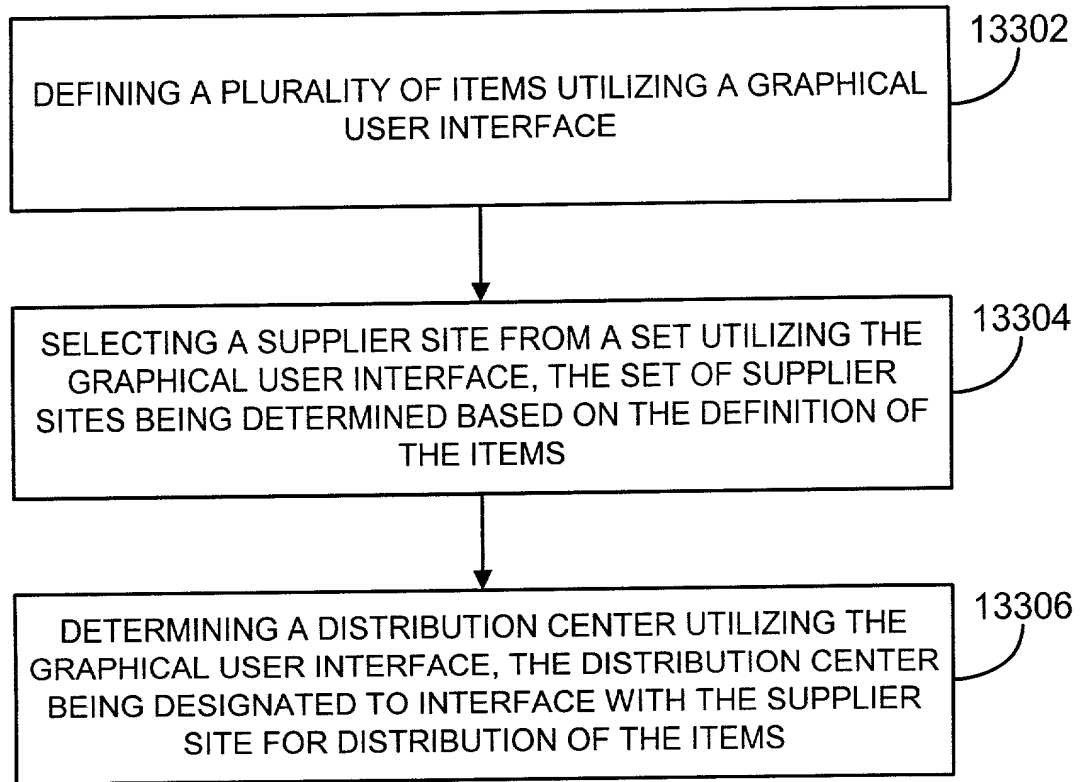 13302
DEFINING A PLURALITY OF ITEMS UTILIZING A GRAPHICAL
USER INTERFACE
13304
SELECTING A SUPPLIER SITE FROM A SET UTILIZING THE
GRAPHICAL USER INTERFACE, THE SET OF SUPPLIER
SITES BEING DETERMINED BASED ON THE DEFINITION OF
THE ITEMS
13306
DETERMINING A DISTRIBUTION CENTER UTILIZING THE
GRAPHICAL USER INTERFACE, THE DISTRIBUTION CENTER
BEING DESIGNATED TO INTERFACE WITH THE SUPPLIER
SITE FOR DISTRIBUTION OF THE ITEMS